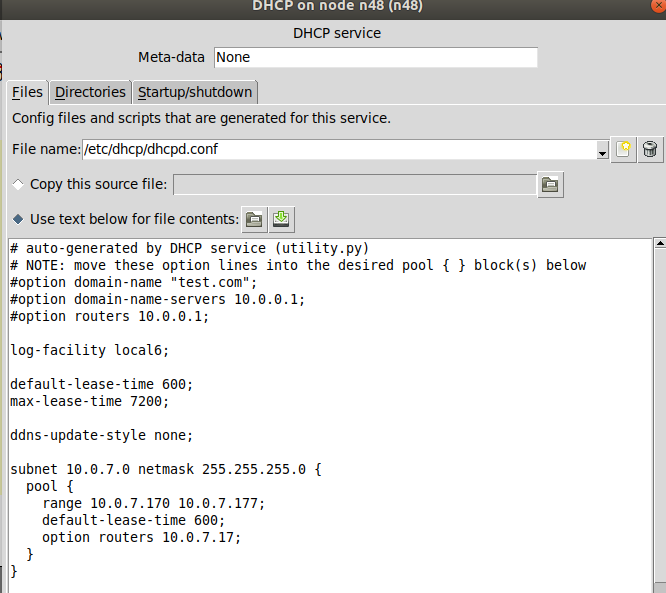 DHCP on node n48 (n48)
DHCP service
Meta-data None
Files Directories Startup/shutdown
Config files and scripts that are generated for this service.
File name: /etc/dhcp/dhcpd.conf
Copy this source file:
Use text below for file contents:
# auto-generated by DHCP service (utility.py)
# NOTE: move these option lines into the desired pool { } block(s) below
#option domain-name "test.com";
#option domain-name-servers 10.0.0.1;
#option routers 10.0.0.1;
log-facility local6;
default-lease-time 600;
max-lease-time 7200;
ddns-update-style none;
subnet 10.0.7.0 netmask 255.255.255.0 {
  pool {
    range 10.0.7.170 10.0.7.177;
    default-lease-time 600;
    option routers 10.0.7.17;
  }
}